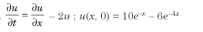 ∂u/∂t = ∂u/∂x − 2u ; u(x, 0) = 10e⁻ˣ − 6e⁻⁴ˣ